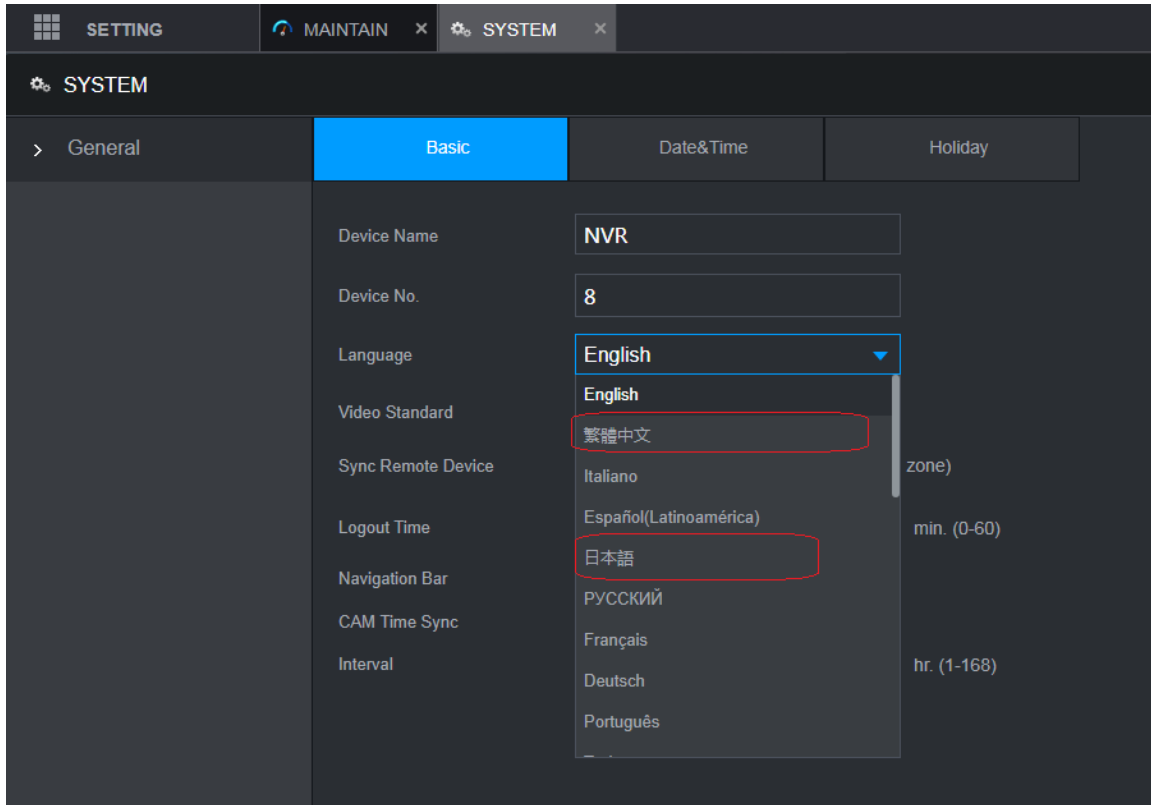 SETTING MAINTAIN × SYSTEM ×
SYSTEM
> General
Basic Date&Time Holiday
Device Name NVR
Device No. 8
Language English
English
Video Standard
繁體中文
Sync Remote Device zone)
Italiano
Español(Latinoamérica)
Logout Time min. (0-60)
日本語
Navigation Bar
РУССКИЙ
CAM Time Sync
Français
Interval hr. (1-168)
Deutsch
Português